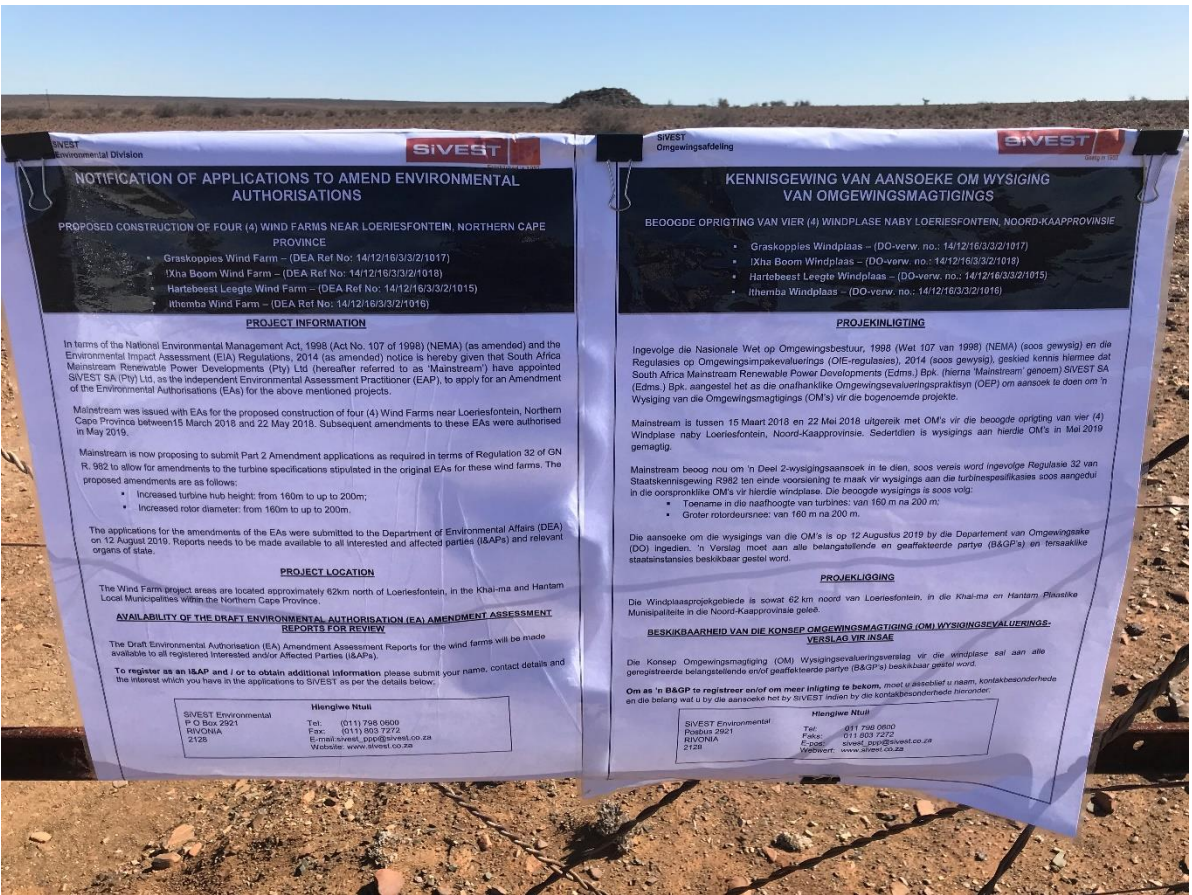 SiVEST
Environmental Division
SiVEST
NOTIFICATION OF APPLICATIONS TO AMEND ENVIRONMENTAL
AUTHORISATIONS
PROPOSED CONSTRUCTION OF FOUR (4) WIND FARMS NEAR LOERIESFONTEIN, NORTHERN CAPE
PROVINCE
▪ Graskoppies Wind Farm – (DEA Ref No: 14/12/16/3/3/2/1017)
▪ !Xha Boom Wind Farm – (DEA Ref No: 14/12/16/3/3/2/1018)
▪ Hartebeest Leegte Wind Farm – (DEA Ref No: 14/12/16/3/3/2/1015)
▪ Ithemba Wind Farm – (DEA Ref No: 14/12/16/3/3/2/1016)
PROJECT INFORMATION
In terms of the National Environmental Management Act, 1998 (Act No. 107 of 1998) (NEMA) (as amended) and the
Environmental Impact Assessment (EIA) Regulations, 2014 (as amended) notice is hereby given that South Africa
Mainstream Renewable Power Developments (Pty) Ltd (hereafter referred to as 'Mainstream') have appointed
SiVEST SA (Pty) Ltd, as the independent Environmental Assessment Practitioner (EAP), to apply for an Amendment
of the Environmental Authorisations (EAs) for the above mentioned projects.
Mainstream was issued with EAs for the proposed construction of four (4) Wind Farms near Loeriesfontein, Northern
Cape Province between15 March 2018 and 22 May 2018. Subsequent amendments to these EAs were authorised
in May 2019.
Mainstream is now proposing to submit Part 2 Amendment applications as required in terms of Regulation 32 of GN
R. 982 to allow for amendments to the turbine specifications stipulated in the original EAs for these wind farms. The
proposed amendments are as follows:
▪ Increased turbine hub height: from 160m to up to 200m;
▪ Increased rotor diameter: from 160m to up to 200m.
The applications for the amendments of the EAs were submitted to the Department of Environmental Affairs (DEA)
on 12 August 2019. Reports needs to be made available to all interested and affected parties (I&APs) and relevant
organs of state.
PROJECT LOCATION
The Wind Farm project areas are located approximately 62km north of Loeriesfontein, in the Khai-ma and Hantam
Local Municipalities within the Northern Cape Province.
AVAILABILITY OF THE DRAFT ENVIRONMENTAL AUTHORISATION (EA) AMENDMENT ASSESSMENT
REPORTS FOR REVIEW
The Draft Environmental Authorisation (EA) Amendment Assessment Reports for the wind farms will be made
available to all registered Interested and/or Affected Parties (I&APs).
To register as an I&AP and / or to obtain additional information please submit your name, contact details and
the interest which you have in the applications to SiVEST as per the details below:
Hlengiwe Ntuli
SiVEST Environmental
P O Box 2921
RIVONIA
2128
Tel: (011) 798 0600
Fax: (011) 803 7272
E-mail:sivest_ppp@sivest.co.za
Website: www.sivest.co.za
SiVEST
Omgewingsafdeling
SiVEST
KENNISGEWING VAN AANSOEKE OM WYSIGING
VAN OMGEWINGSMAGTIGINGS
BEOOGDE OPRIGTING VAN VIER (4) WINDPLASE NABY LOERIESFONTEIN, NOORD-KAAPPROVINSIE
▪ Graskoppies Windplaas – (DO-verw. no.: 14/12/16/3/3/2/1017)
▪ !Xha Boom Windplaas – (DO-verw. no.: 14/12/16/3/3/2/1018)
▪ Hartebeest Leegte Windplaas – (DO-verw. no.: 14/12/16/3/3/2/1015)
▪ Ithemba Windplaas – (DO-verw. no.: 14/12/16/3/3/2/1016)
PROJEKINLIGTING
Ingevolge die Nasionale Wet op Omgewingsbestuur, 1998 (Wet 107 van 1998) (NEMA) (soos gewysig) en die
Regulasies op Omgewingsimpakevaluerings (OIE-regulasies), 2014 (soos gewysig), geskied kennis hiermee dat
South Africa Mainstream Renewable Power Developments (Edms.) Bpk. (hierna 'Mainstream' genoem) SiVEST SA
(Edms.) Bpk. aangestel het as die onafhanklike Omgewingsevalueringspraktisyn (OEP) om aansoek te doen om 'n
Wysiging van die Omgewingsmagtigings (OM's) vir die bogenoemde projekte.
Mainstream is tussen 15 Maart 2018 en 22 Mei 2018 uitgereik met OM's vir die beoogde oprigting van vier (4)
Windplase naby Loeriesfontein, Noord-Kaapprovinsie. Sedertdien is wysigings aan hierdie OM's in Mei 2019
gemagtig.
Mainstream beoog nou om 'n Deel 2-wysigingsaansoek in te dien, soos vereis word ingevolge Regulasie 32 van
Staatskennisgewing R982 ten einde voorsiening te maak vir wysigings aan die turbinespesifikasies soos aangedui
in die oorspronklike OM's vir hierdie windplase. Die beoogde wysigings is soos volg:
▪ Toename in die naafhoogte van turbines: van 160 m na 200 m;
▪ Groter rotordeursnee: van 160 m na 200 m.
Die aansoeke om die wysigings van die OM's is op 12 Augustus 2019 by die Departement van Omgewingsake
(DO) ingedien. 'n Verslag moet aan alle belangstellende en geaffekteerde partye (B&GP's) en tersaaklike
staatsinstansies beskikbaar gestel word.
PROJEKLIGGING
Die Windplaasprojekgebiede is sowat 62 km noord van Loeriesfontein, in die Khai-ma en Hantam Plaaslike
Munisipaliteite in die Noord-Kaapprovinsie geleë.
BESKIKBAARHEID VAN DIE KONSEP OMGEWINGSMAGTIGING (OM) WYSIGINGSEVALUERINGS-
VERSLAG VIR INSAE
Die Konsep Omgewingsmagtiging (OM) Wysigingsevalueringsverslag vir die windplase sal aan alle
geregistreerde belangstellende en/of geaffekteerde partye (B&GP's) beskikbaar gestel word.
Om as 'n B&GP te registreer en/of om meer inligting te bekom, moet u asseblief u naam, kontakbesonderhede
en die belang wat u by die aansoeke het by SiVEST indien by die kontakbesonderhede hieronder:
Hlengiwe Ntuli
SiVEST Environmental
Posbus 2921
RIVONIA
2128
Tel: 011 798 0600
Faks: 011 803 7272
E-pos: sivest_ppp@sivest.co.za
Webwerf: www.sivest.co.za